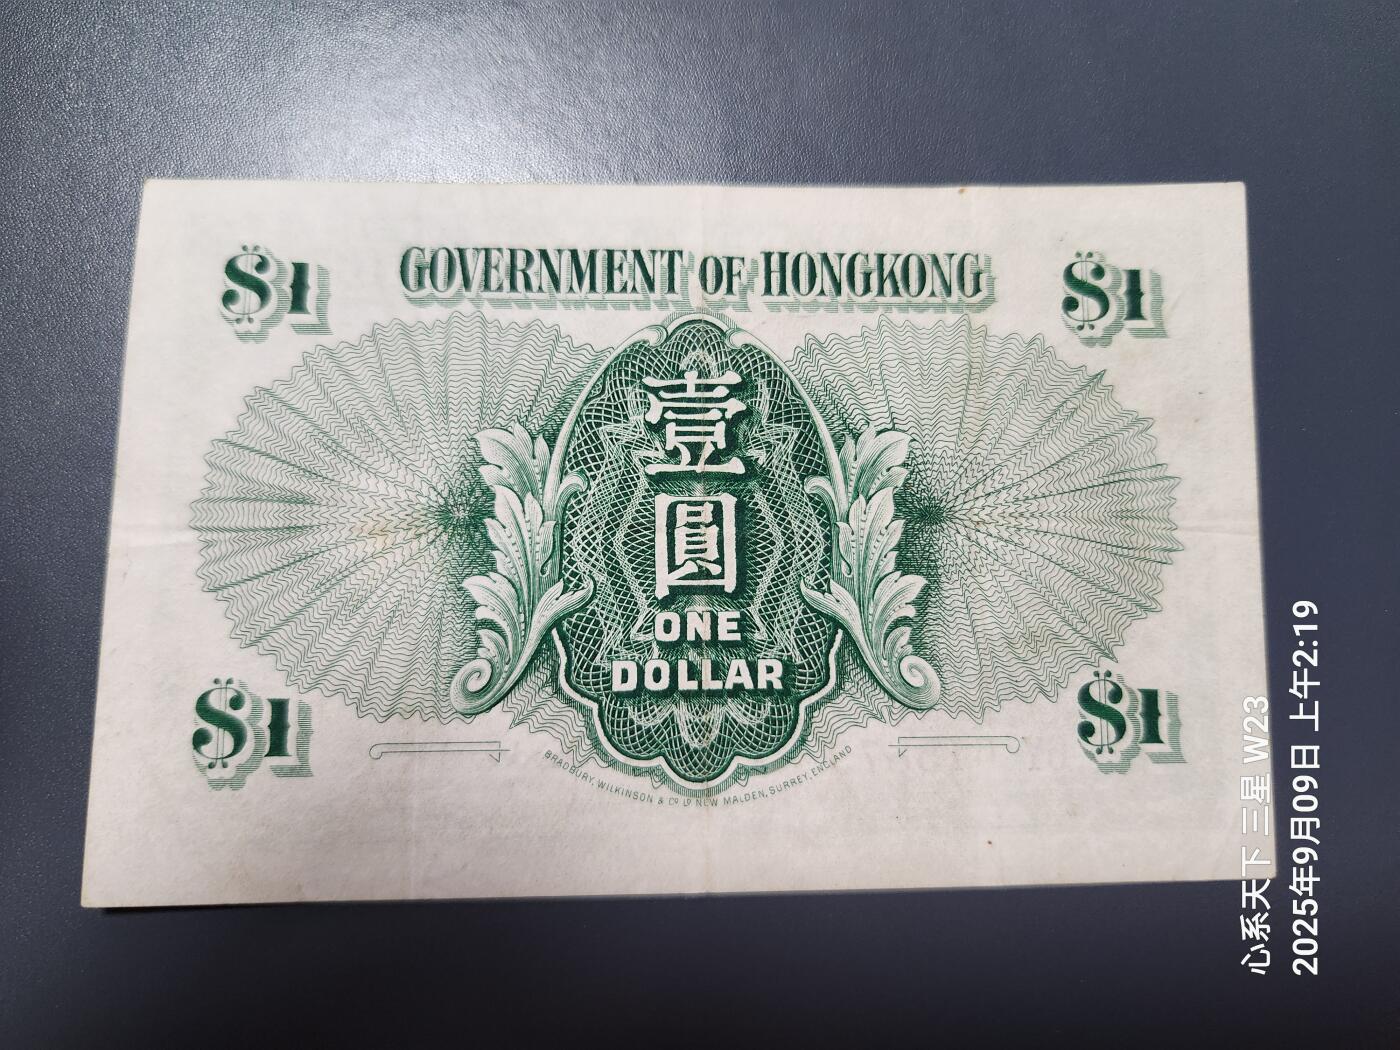 GOVERNMENT OF HONGKONG
$1
$1
壹
圓
ONE
DOLLAR
$1
$1
BRADBURY, WILKINSON & Cº Lº NEW MALDEN, SURREY, ENGLAND
心系天下 三星 W23
2025年9月09日 上午2:19